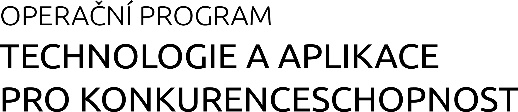 OPERAČNÍ PROGRAM
TECHNOLOGIE A APLIKACE
PRO KONKURENCESCHOPNOST